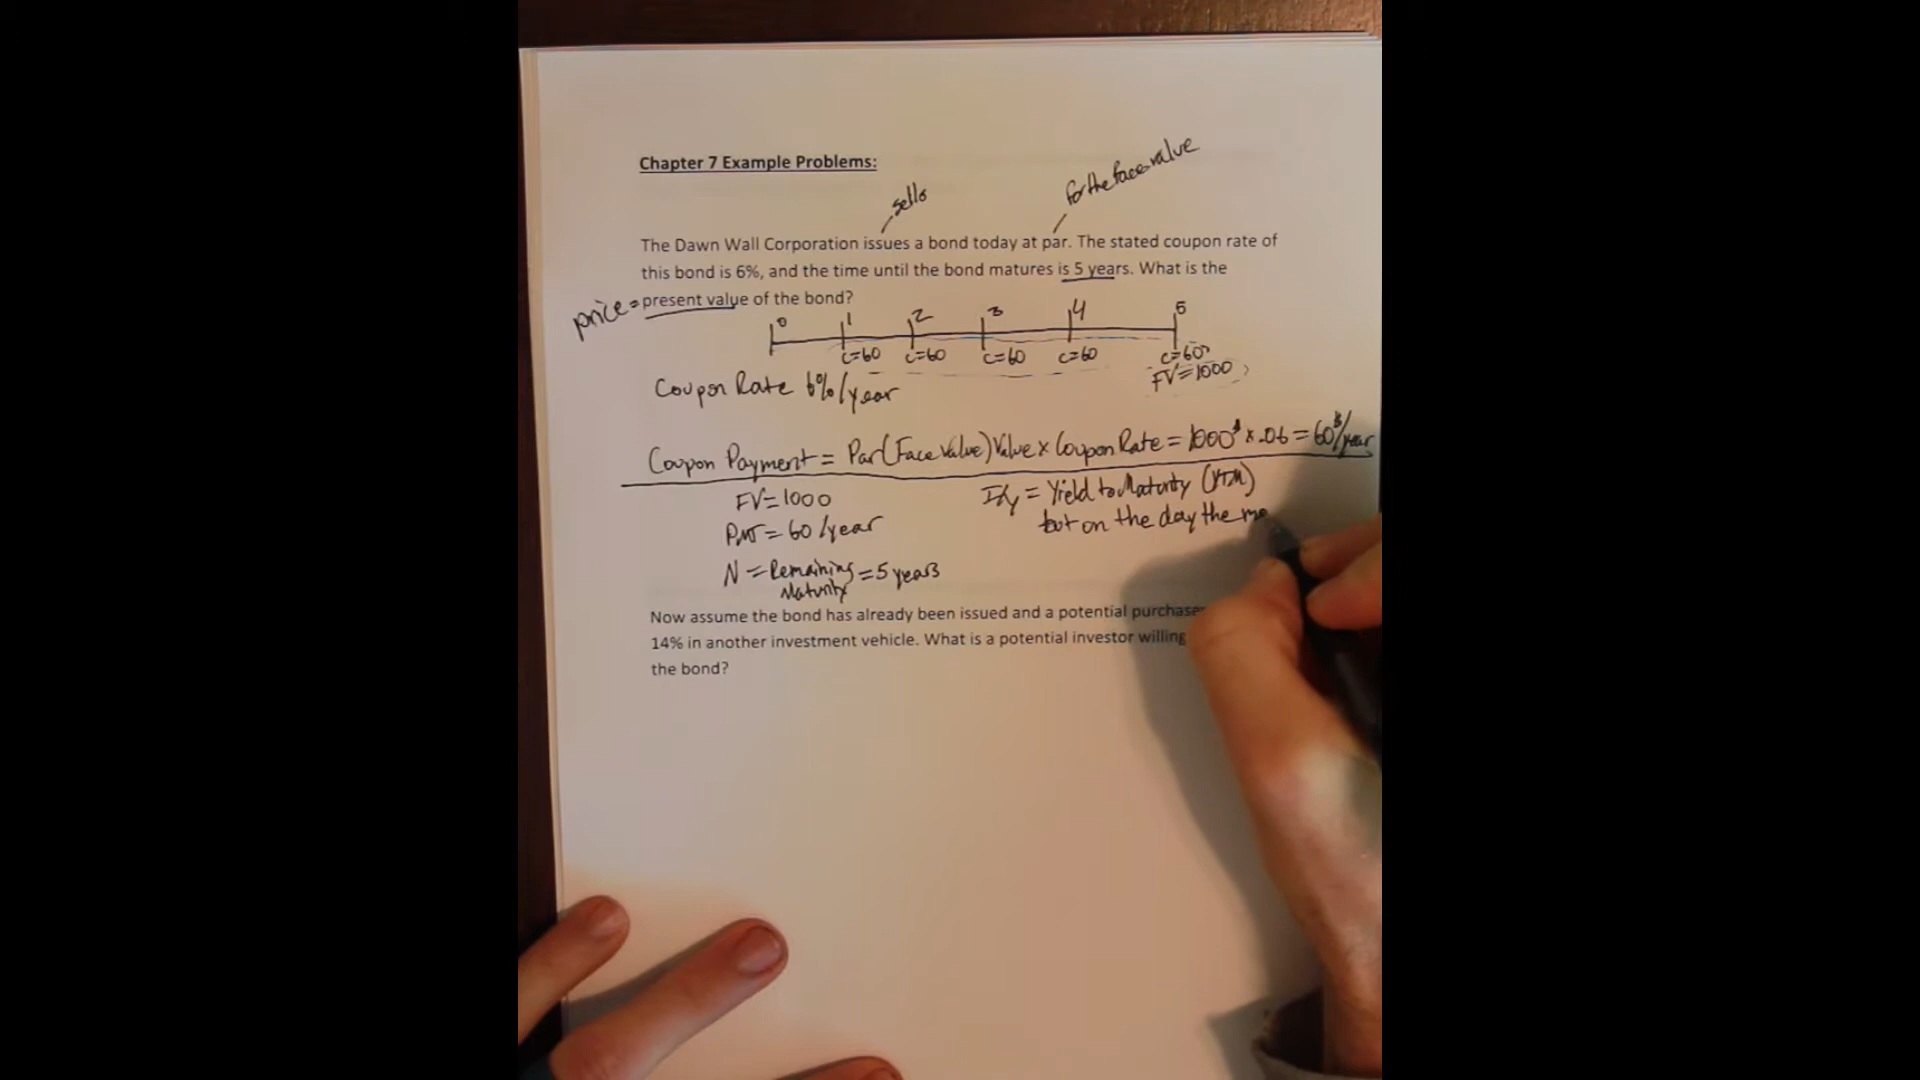 Chapter 7 Example Problems:
sells
for the face value
The Dawn Wall Corporation issues a bond today at par. The stated coupon rate of
this bond is 6%, and the time until the bond matures is 5 years. What is the
price = present value of the bond?
0 1 2 3 4 5
C=60 C=60 C=60 C=60 C=60
FV=1000
Coupon Rate 6%/year
Coupon Payment = Par(Face Value) Value x Coupon Rate = 1000$ x .06 = 60$/year
FV=1000
I/y = Yield to Maturity (YTM)
but on the day the
PMT = 60/year
N = Remaining Maturity = 5 years
Now assume the bond has already been issued and a potential
14% in another investment vehicle. What is a potential investor willing
the bond?